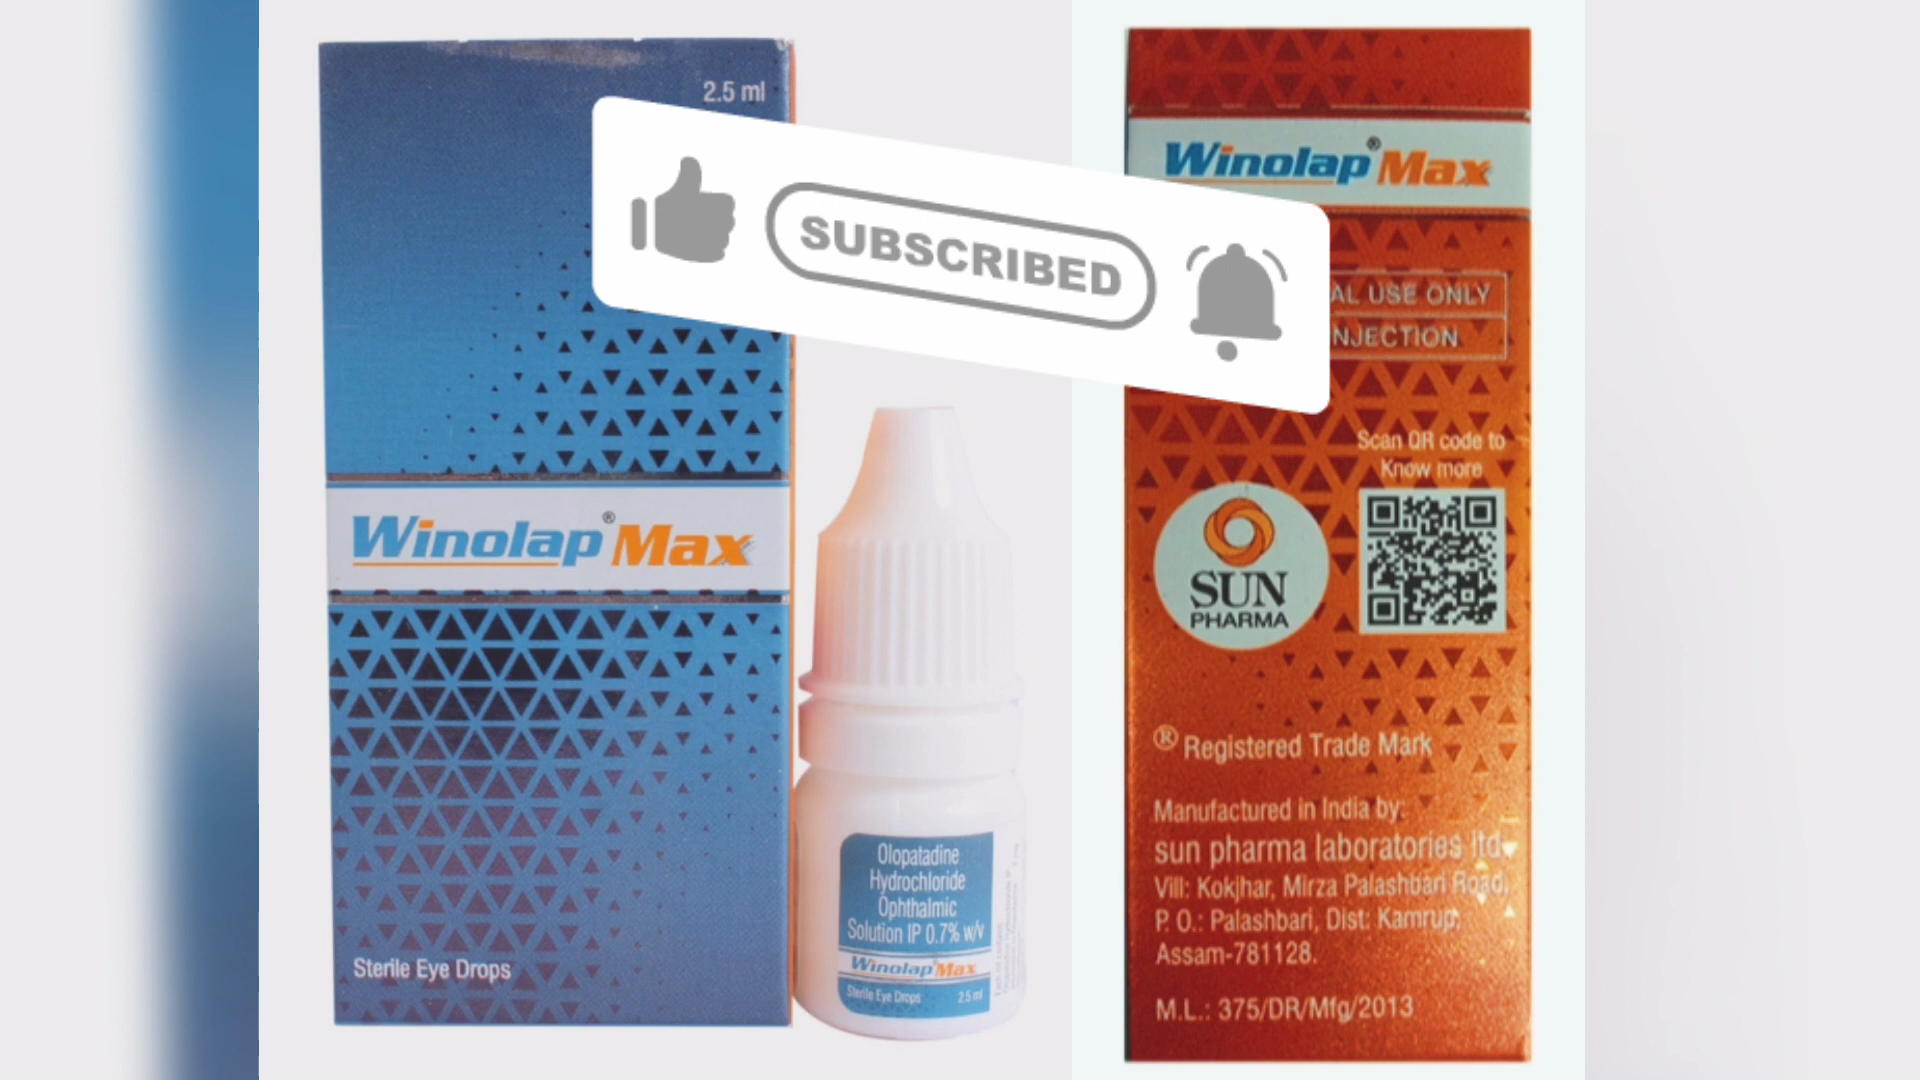 2.5 ml
Winolap® Max
Sterile Eye Drops
SUBSCRIBED
Olopatadine
Hydrochloride
Ophthalmic
Solution IP 0.7% w/v
Winolap® Max
Sterile Eye Drops 2.5 ml
Winolap® Max
USE ONLY
Scan QR code to
Know more
SUN
PHARMA
® Registered Trade Mark
Manufactured in India by:
sun pharma laboratories ltd.
Vill: Kokjhar, Mirza Palashbari Road,
P. O.: Palashbari, Dist: Kamrup,
Assam-781128.
M.L.: 375/DR/Mfg/2013